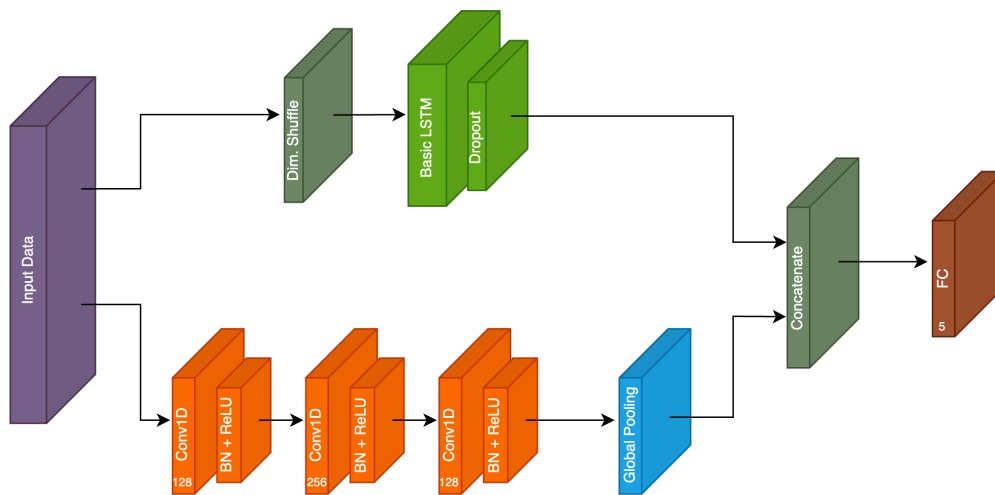 Input Data
Dim. Shuffle
Basic LSTM
Dropout
Conv1D
128
BN + ReLU
Conv1D
256
BN + ReLU
Conv1D
128
BN + ReLU
Global Pooling
Concatenate
FC
5